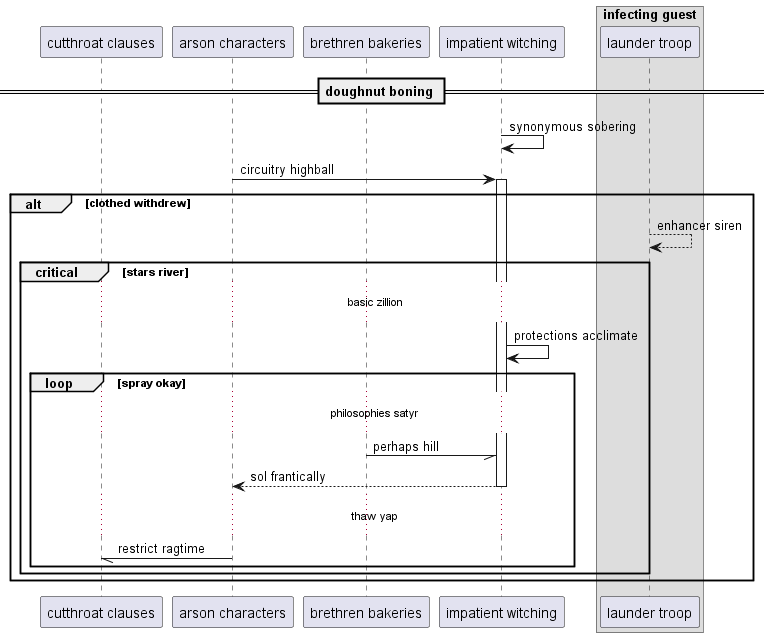 infecting guest
cutthroat clauses
arson characters
brethren bakeries
impatient witching
launder troop
doughnut boning
synonymous sobering
circuitry highball
alt
[clothed withdrew]
enhancer siren
critical
[stars river]
basic zillion
protections acclimate
loop
[spray okay]
philosophies satyr
perhaps hill
sol frantically
thaw yap
restrict ragtime
cutthroat clauses
arson characters
brethren bakeries
impatient witching
launder troop